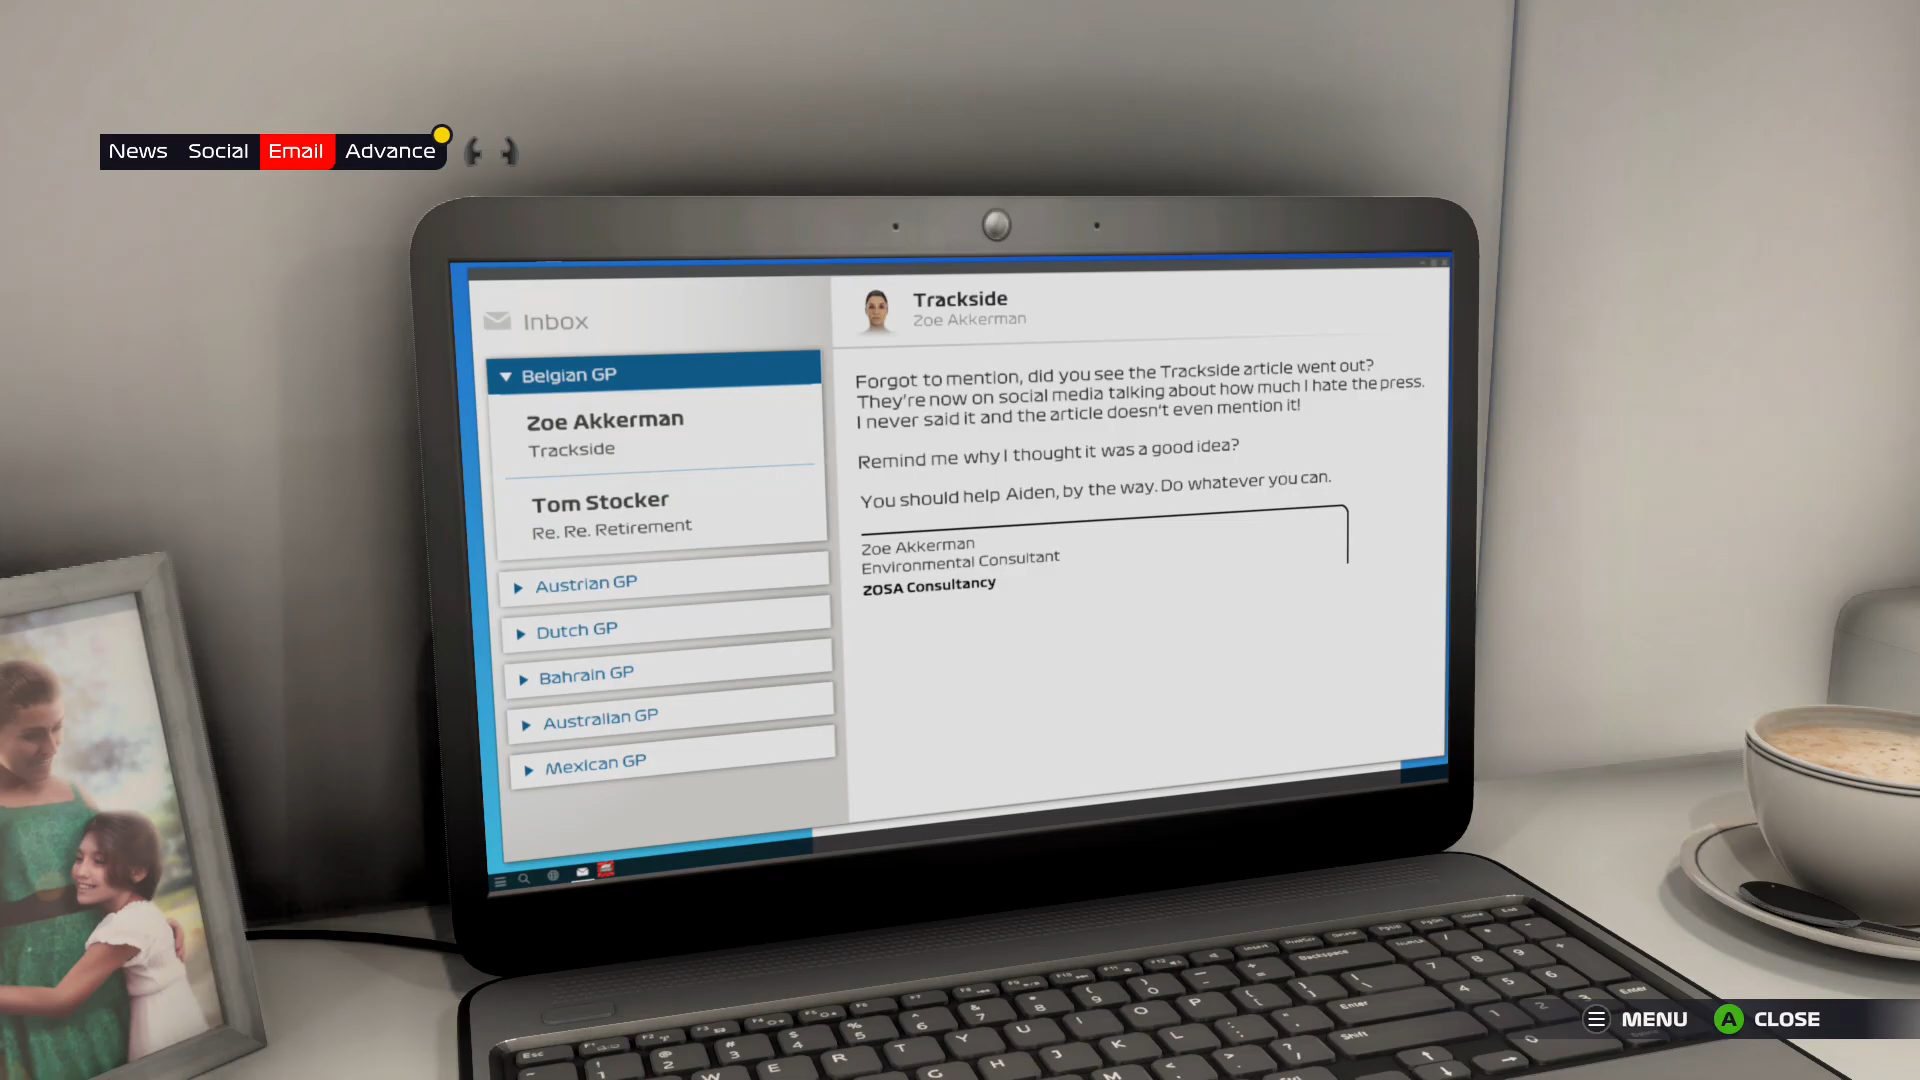 News Social Email Advance
Inbox
Belgian GP
Zoe Akkerman
Trackside
Tom Stocker
Re. Re. Retirement
Austrian GP
Dutch GP
Bahrain GP
Australian GP
Mexican GP
Trackside
Zoe Akkerman
Forgot to mention, did you see the Trackside article went out?
They're now on social media talking about how much I hate the press.
I never said it and the article doesn't even mention it!
Remind me why I thought it was a good idea?
You should help Aiden, by the way. Do whatever you can.
Zoe Akkerman
Environmental Consultant
ZOSA Consultancy
MENU A CLOSE